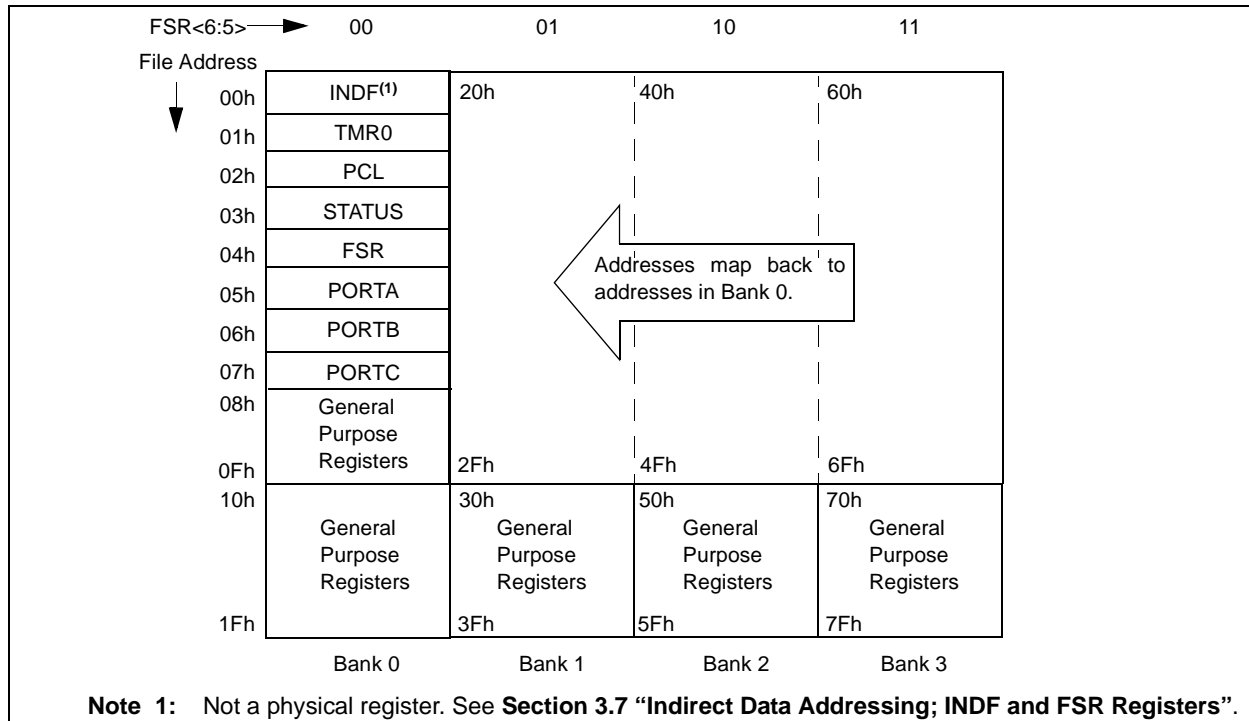 FSR<6:5> 00 01 10 11
File Address
00h INDF(1) 20h 40h 60h
01h TMR0
02h PCL
03h STATUS
04h FSR
Addresses map back to
addresses in Bank 0.
05h PORTA
06h PORTB
07h PORTC
08h General
Purpose
Registers
0Fh 2Fh 4Fh 6Fh
10h 30h 50h 70h
General General General General
Purpose Purpose Purpose Purpose
Registers Registers Registers Registers
1Fh 3Fh 5Fh 7Fh
Bank 0 Bank 1 Bank 2 Bank 3
Note 1: Not a physical register. See Section 3.7 “Indirect Data Addressing; INDF and FSR Registers”.